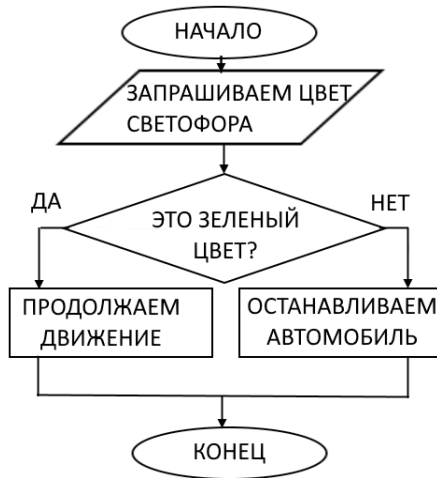 НАЧАЛО
ЗАПРАШИВАЕМ ЦВЕТ
СВЕТОФОРА
ДА
НЕТ
ЭТО ЗЕЛЕНЫЙ
ЦВЕТ?
ПРОДОЛЖАЕМ
ДВИЖЕНИЕ
ОСТАНАВЛИВАЕМ
АВТОМОБИЛЬ
КОНЕЦ